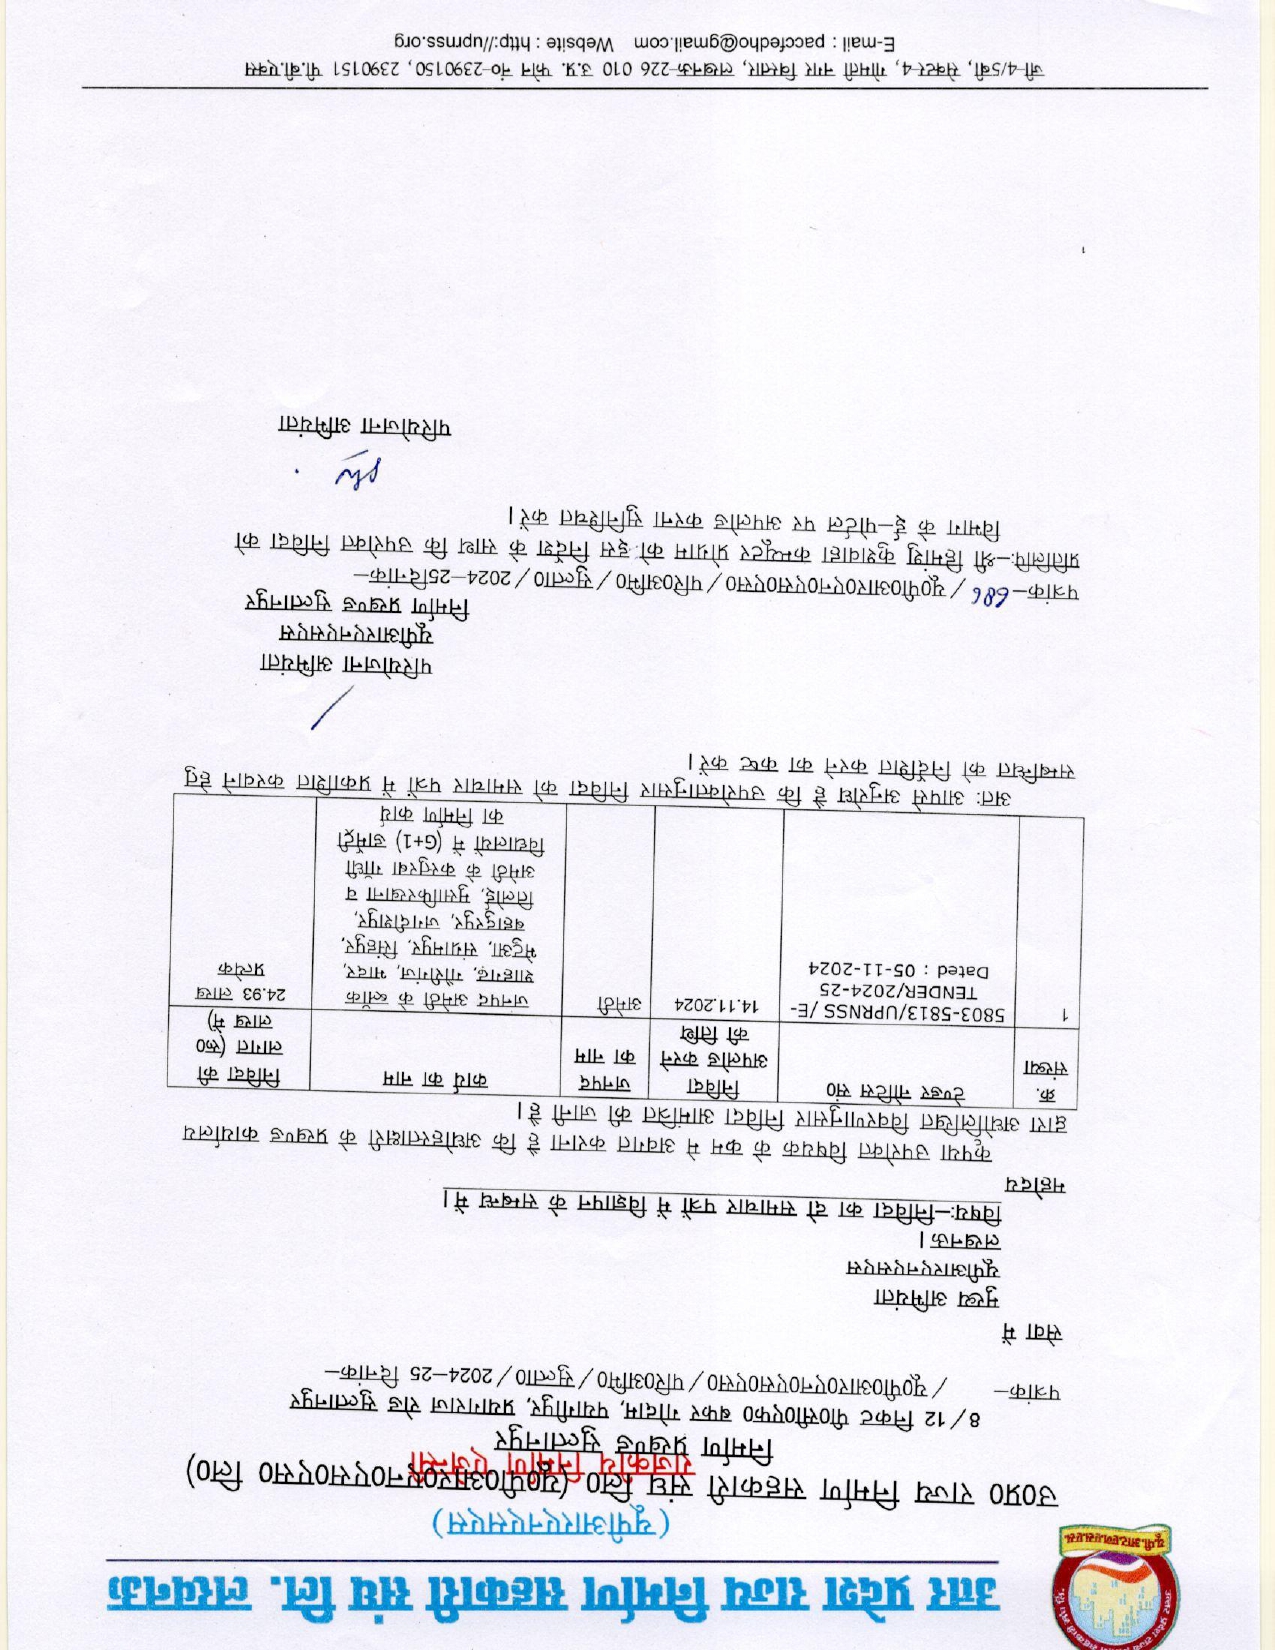 उत्तर प्रदेश राज्य निर्माण सहकारी संघ लि. लखनऊ
यू.पी.आर.एन.एस.एस.
(यूपीआरएनएसएस)
उ0प्र0 राज्य निर्माण सहकारी संघ लि0 (यू0पी0आर0एन0एस0एस0 लि0)
राजकीय निर्माण एजेन्सी
निर्माण प्रखण्ड सुल्तानपुर
8/12 निकट पी0सी0एफ0 बफर गोदाम, पयागीपुर, प्रयागराज रोड सुल्तानपुर
पत्रांक– /यू0पी0आर0एन0एस0एस0/परि0अभि0/सुल्ता0/2024–25 दिनांक–
सेवा में
मुख्य अभियंता
यूपीआरएनएसएस
लखनऊ।
विषयः–निविदा का दो समाचार पत्रों में विज्ञापन के सम्बन्ध में।
महोदय
कृपया उपरोक्त विषयक के कम मे अवगत कराना है कि अधोहस्ताक्षरी के प्रखण्ड कार्यालय
द्वारा अधोलिखित विवरणानुसार निविदा आमंत्रित की जानी है।
क्र. संख्या
टेण्डर नोटिस सं0
निविदा अपलोड करने की तिथि
जनपद का नाम
कार्य का नाम
निविदा की लागत (रू0 लाख में)
1
5803-5813/UPRNSS /E-
TENDER/2024-25
Dated : 05-11-2024
14.11.2024
अमेठी
जनपद अमेठी के ब्लॉक
शाहगढ़, गौरीगंज, भादर,
भेटुआ, संग्रामपुर, सिंहपुर,
बहादुरपुर, जगदीशपुर,
तिलोई, मुसाफिरखाना व
अमेठी के कस्तुरबा गॉधी
विद्यालयों में (G+1) डार्मेट्री
का निर्माण कार्य
24.93 लाख
प्रत्येक
अतः आपसे अनुरोध है कि उपरोक्तानुसार निविदा को समाचार पत्रों में प्रकाशित करवाने हेतु
सम्बन्धित को निर्देशित करने का कष्ट करें।
परियोजना अभियंता
यूपीआरएनएसएस
निर्माण प्रखण्ड सुल्तानपुर
पत्रांक–686/यू0पी0आर0एन0एस0एस0/परि0अभि0/सुल्ता0/2024–25दिनांक–
प्रतिलिपिः–श्री हिमांशु कुशवाहा कम्प्यूटर प्रोग्राम को इस निर्देश के साथ कि उपरोक्त निविदा को
विभाग के ई–पोर्टल पर अपलोड करना सुनिश्चित करें।
परियोजना अभियंता
जी-4/5बी, सेक्टर-4, गोमती नगर विस्तार, लखनऊ-226 010 उ.प्र. फोन नं०-2390150, 2390151 पी.बी.एक्स
E-mail : paccfedho@gmail.com Website : http://uprnss.org